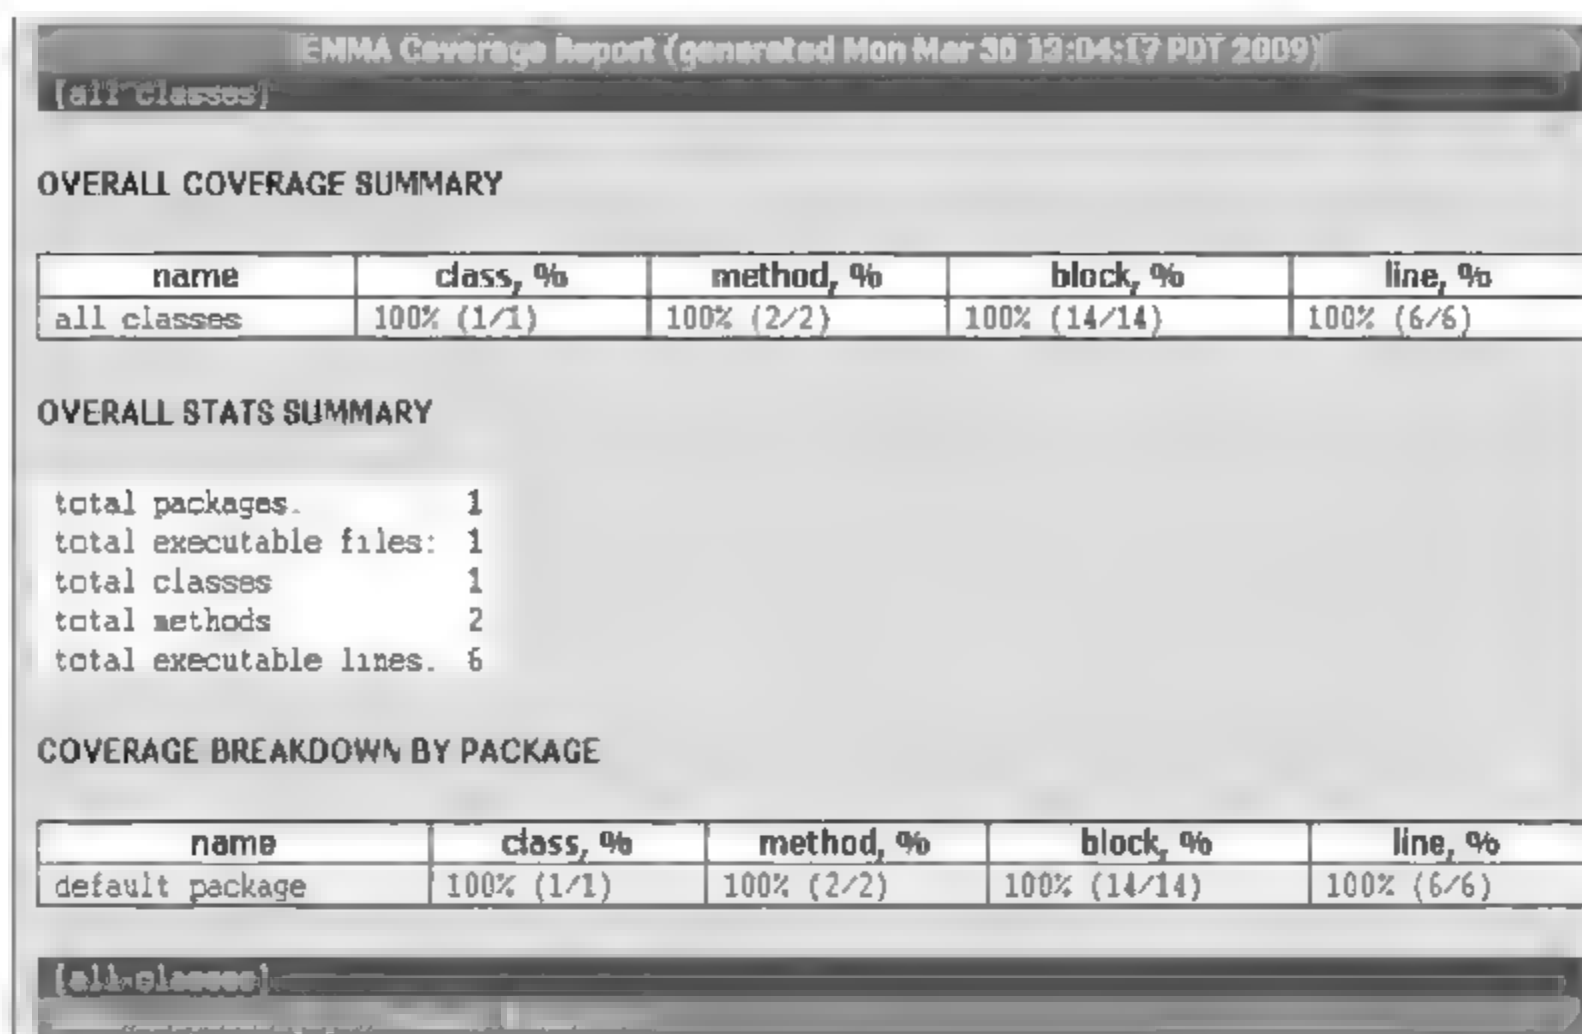 EMMA Coverage Report (generated Mon Mar 30 PDT 2009)
[all classes]
OVERALL COVERAGE SUMMARY
name class, % method, % block, % line, %
all classes 100% (1/1) 100% (2/2) 100% (14/14) 100% (6/6)
OVERALL STATS SUMMARY
total packages. 1
total executable files: 1
total classes 1
total methods 2
total executable lines. 6
COVERAGE BREAKDOWN BY PACKAGE
name class, % method, % block, % line, %
default package 100% (1/1) 100% (2/2) 100% (14/14) 100% (6/6)
[all classes]